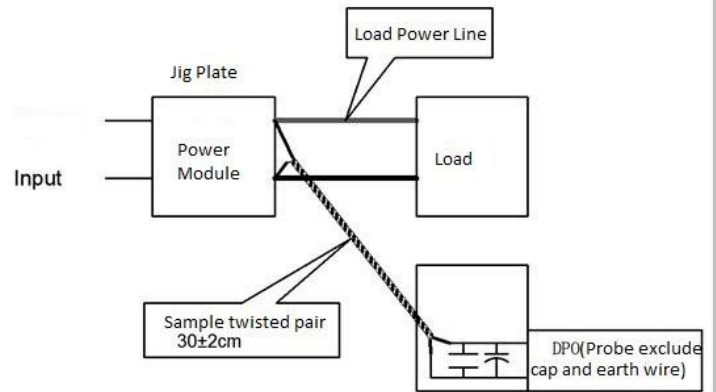 Load Power Line
Jig Plate
Power
Module
Load
Input
Sample twisted pair
30±2cm
DPO(Probe exclude
cap and earth wire)